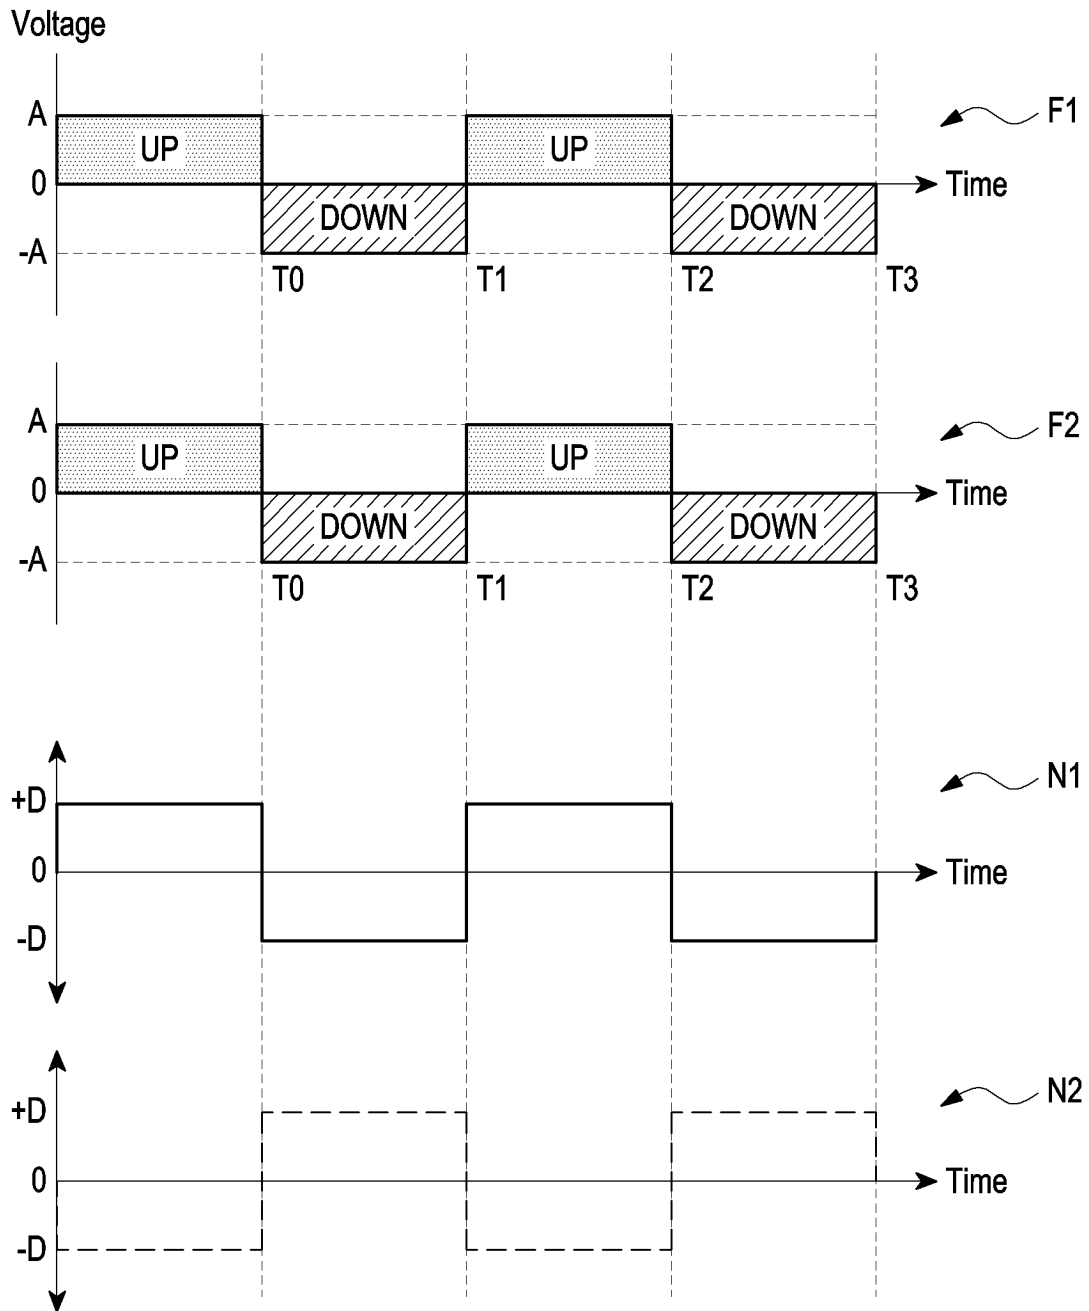 Voltage
A
UP
UP
F1
0
Time
DOWN
DOWN
-A
T0
T1
T2
T3
A
UP
UP
F2
0
Time
DOWN
DOWN
-A
T0
T1
T2
T3
N1
+D
0
Time
-D
N2
+D
0
Time
-D